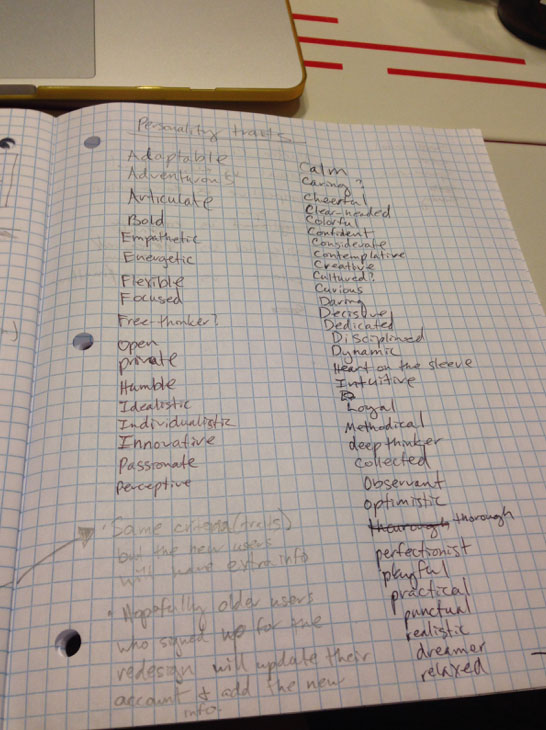 Personality traits
Adaptable
Adventurous
Articulate
Bold
Empathetic
Energetic
Flexible
Focused
Free-thinker?
open
private
Humble
Idealistic
Individualistic
Innovative
Passionate
perceptive
• Same criteria (traits)
but the new users
will have extra info
• Hopefully older users
who signed up for the
redesign will update their
account & add the new
info.
Calm
Caring?
Cheerful
Clear-headed
Colorful
Confident
Considerate
Contemplative
Creative
Cultured?
Curious
Daring
Decisive
Dedicated
Disciplined
Dynamic
Heart on the sleeve
Intuitive
Loyal
Methodical
deep thinker
collected
Observant
optimistic
thorough
perfectionist
playful
practical
punctual
realistic
dreamer
relaxed